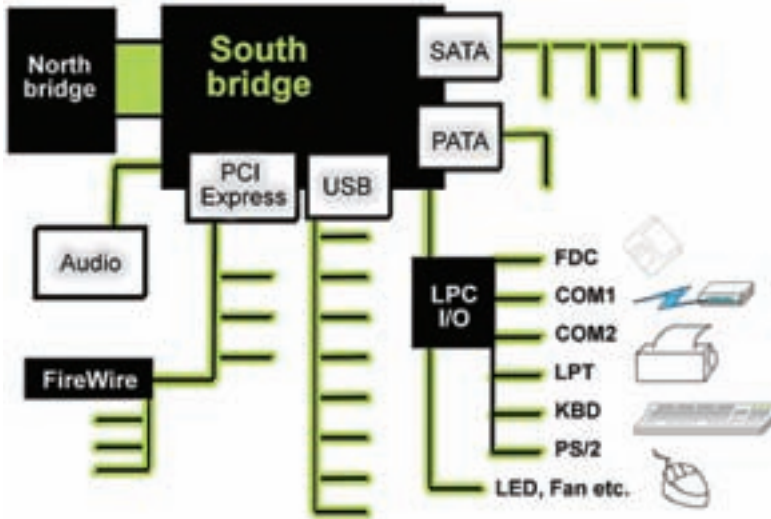 North
bridge
South
bridge
SATA
PATA
PCI
Express
USB
Audio
LPC
I/O
FDC
COM1
COM2
LPT
KBD
PS/2
FireWire
LED, Fan etc.